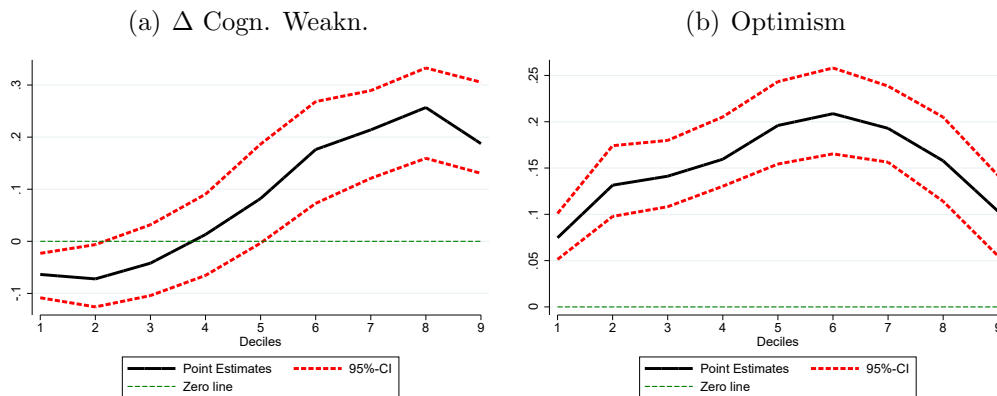 (a) Δ Cogn. Weakn.
.3
.2
.1
0
-.1
1 2 3 4 5 6 7 8 9
Deciles
Point Estimates 95%-CI
Zero line
(b) Optimism
.25
.2
.15
.1
.05
0
1 2 3 4 5 6 7 8 9
Deciles
Point Estimates 95%-CI
Zero line